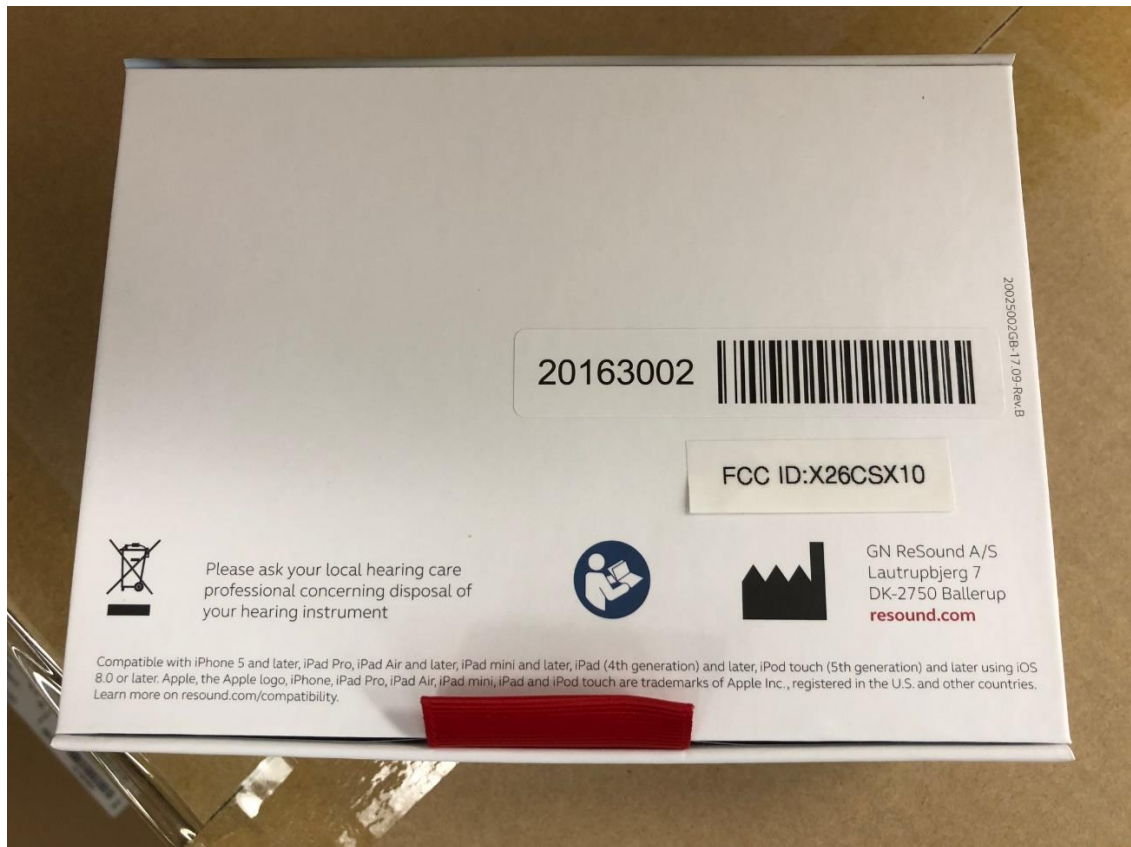 20025002GB-17.09-Rev.B
20163002
FCC ID:X26CSX10
Please ask your local hearing care
professional concerning disposal of
your hearing instrument
GN ReSound A/S
Lautrupbjerg 7
DK-2750 Ballerup
resound.com
Compatible with iPhone 5 and later, iPad Pro, iPad Air and later, iPad mini and later, iPad (4th generation) and later, iPod touch (5th generation) and later using iOS
8.0 or later. Apple, the Apple logo, iPhone, iPad Pro, iPad Air, iPad mini, iPad and iPod touch are trademarks of Apple Inc., registered in the U.S. and other countries.
Learn more on resound.com/compatibility.